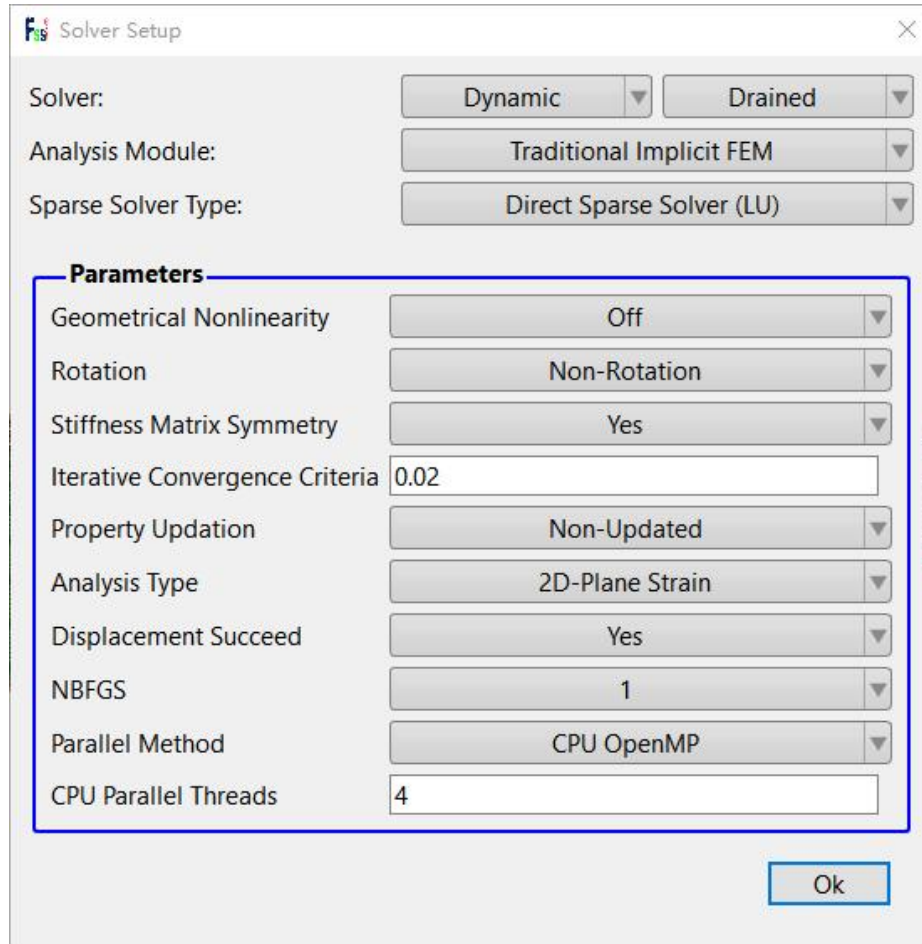 Fssi Solver Setup
Solver: Dynamic Drained
Analysis Module: Traditional Implicit FEM
Sparse Solver Type: Direct Sparse Solver (LU)
Parameters
Geometrical Nonlinearity Off
Rotation Non-Rotation
Stiffness Matrix Symmetry Yes
Iterative Convergence Criteria 0.02
Property Updation Non-Updated
Analysis Type 2D-Plane Strain
Displacement Succeed Yes
NBFGS 1
Parallel Method CPU OpenMP
CPU Parallel Threads 4
Ok